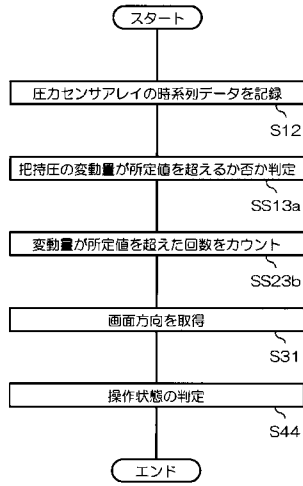 スタート
圧力センサアレイの時系列データを記録
S12
把持圧の変動量が所定値を超えるか否か判定
SS13a
変動量が所定値を超えた回数をカウント
SS23b
画面方向を取得
S31
操作状態の判定
S44
エンド